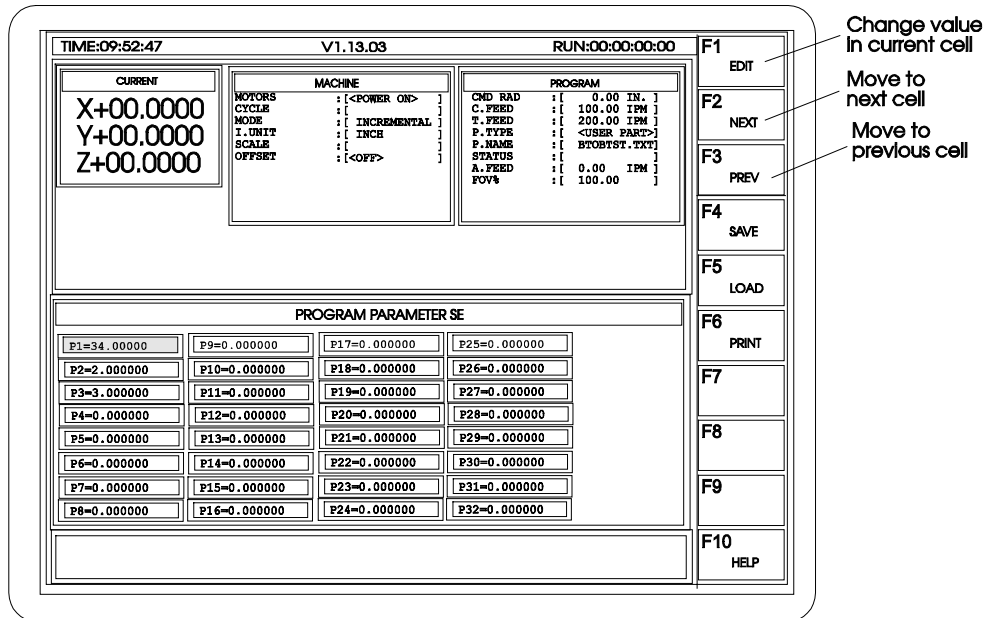 TIME:09:52:47 V1.13.03 RUN:00:00:00:00
CURRENT
X+00.0000
Y+00.0000
Z+00.0000
MACHINE
MOTORS :[<POWER ON> ]
CYCLE :[ ]
MODE :[ INCREMENTAL ]
I.UNIT :[ INCH ]
SCALE :[ ]
OFFSET :[<OFF> ]
PROGRAM
CMD RAD :[ 0.00 IN. ]
C.FEED :[ 100.00 IPM ]
T.FEED :[ 200.00 IPM ]
P.TYPE :[ <USER PART>]
P.NAME :[ BTOBTST.TXT]
STATUS :[ ]
A.FEED :[ 0.00 IPM ]
FOV% :[ 100.00 ]
PROGRAM PARAMETER SE
P1=34.00000 P9=0.000000 P17=0.000000 P25=0.000000
P2=2.000000 P10=0.000000 P18=0.000000 P26=0.000000
P3=3.000000 P11=0.000000 P19=0.000000 P27=0.000000
P4=0.000000 P12=0.000000 P20=0.000000 P28=0.000000
P5=0.000000 P13=0.000000 P21=0.000000 P29=0.000000
P6=0.000000 P14=0.000000 P22=0.000000 P30=0.000000
P7=0.000000 P15=0.000000 P23=0.000000 P31=0.000000
P8=0.000000 P16=0.000000 P24=0.000000 P32=0.000000
F1
EDIT
F2
NEXT
F3
PREV
F4
SAVE
F5
LOAD
F6
PRINT
F7
F8
F9
F10
HELP
Change value
in current cell
Move to
next cell
Move to
previous cell